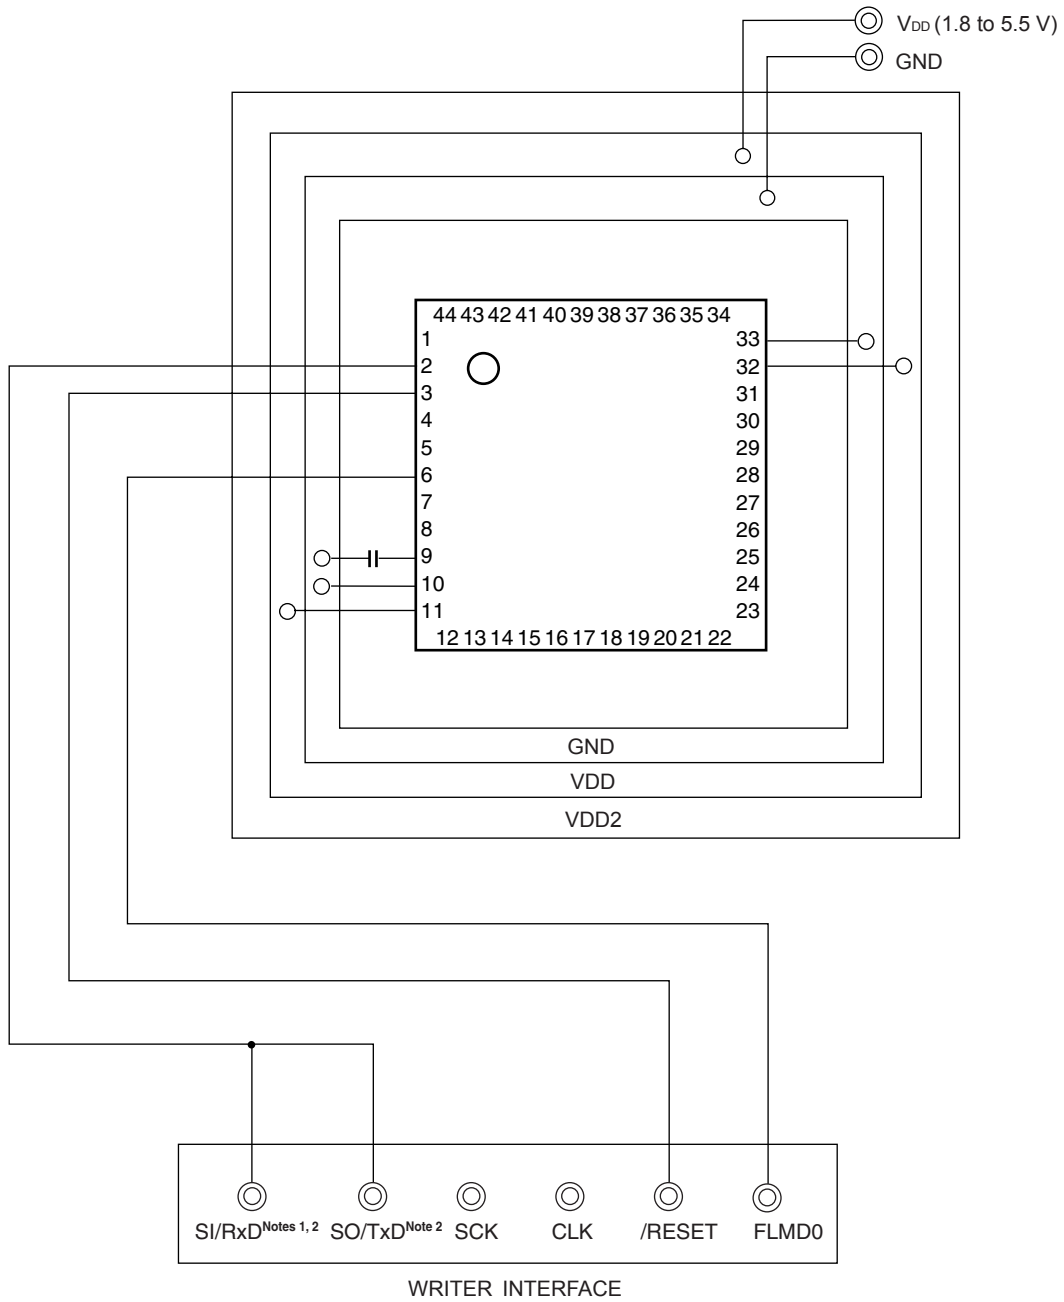 VDD (1.8 to 5.5 V)
GND
44 43 42 41 40 39 38 37 36 35 34
1
33
2
32
3
31
4
30
5
29
6
28
7
27
8
26
9
25
10
24
11
23
12 13 14 15 16 17 18 19 20 21 22
GND
VDD
VDD2
SI/RxDNotes 1, 2 SO/TxDNote 2 SCK CLK /RESET FLMD0
WRITER INTERFACE